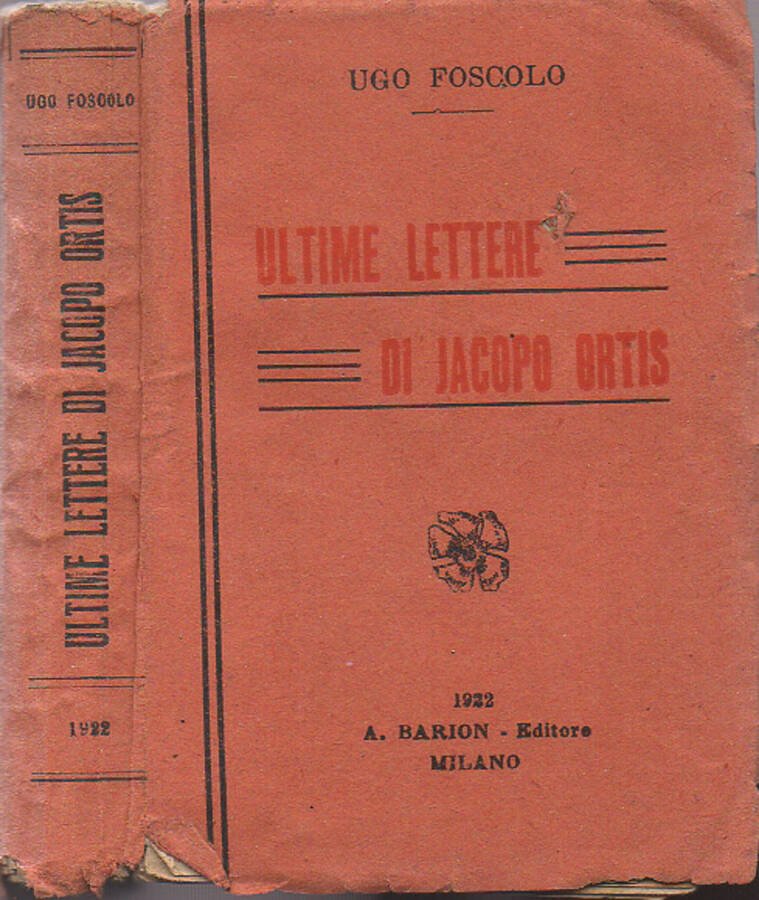 UGO FOSCOLO
ULTIME LETTERE DI JACOPO ORTIS
1922
UGO FOSCOLO
ULTIME LETTERE
DI JACOPO ORTIS
1922
A. BARION - Editore
MILANO